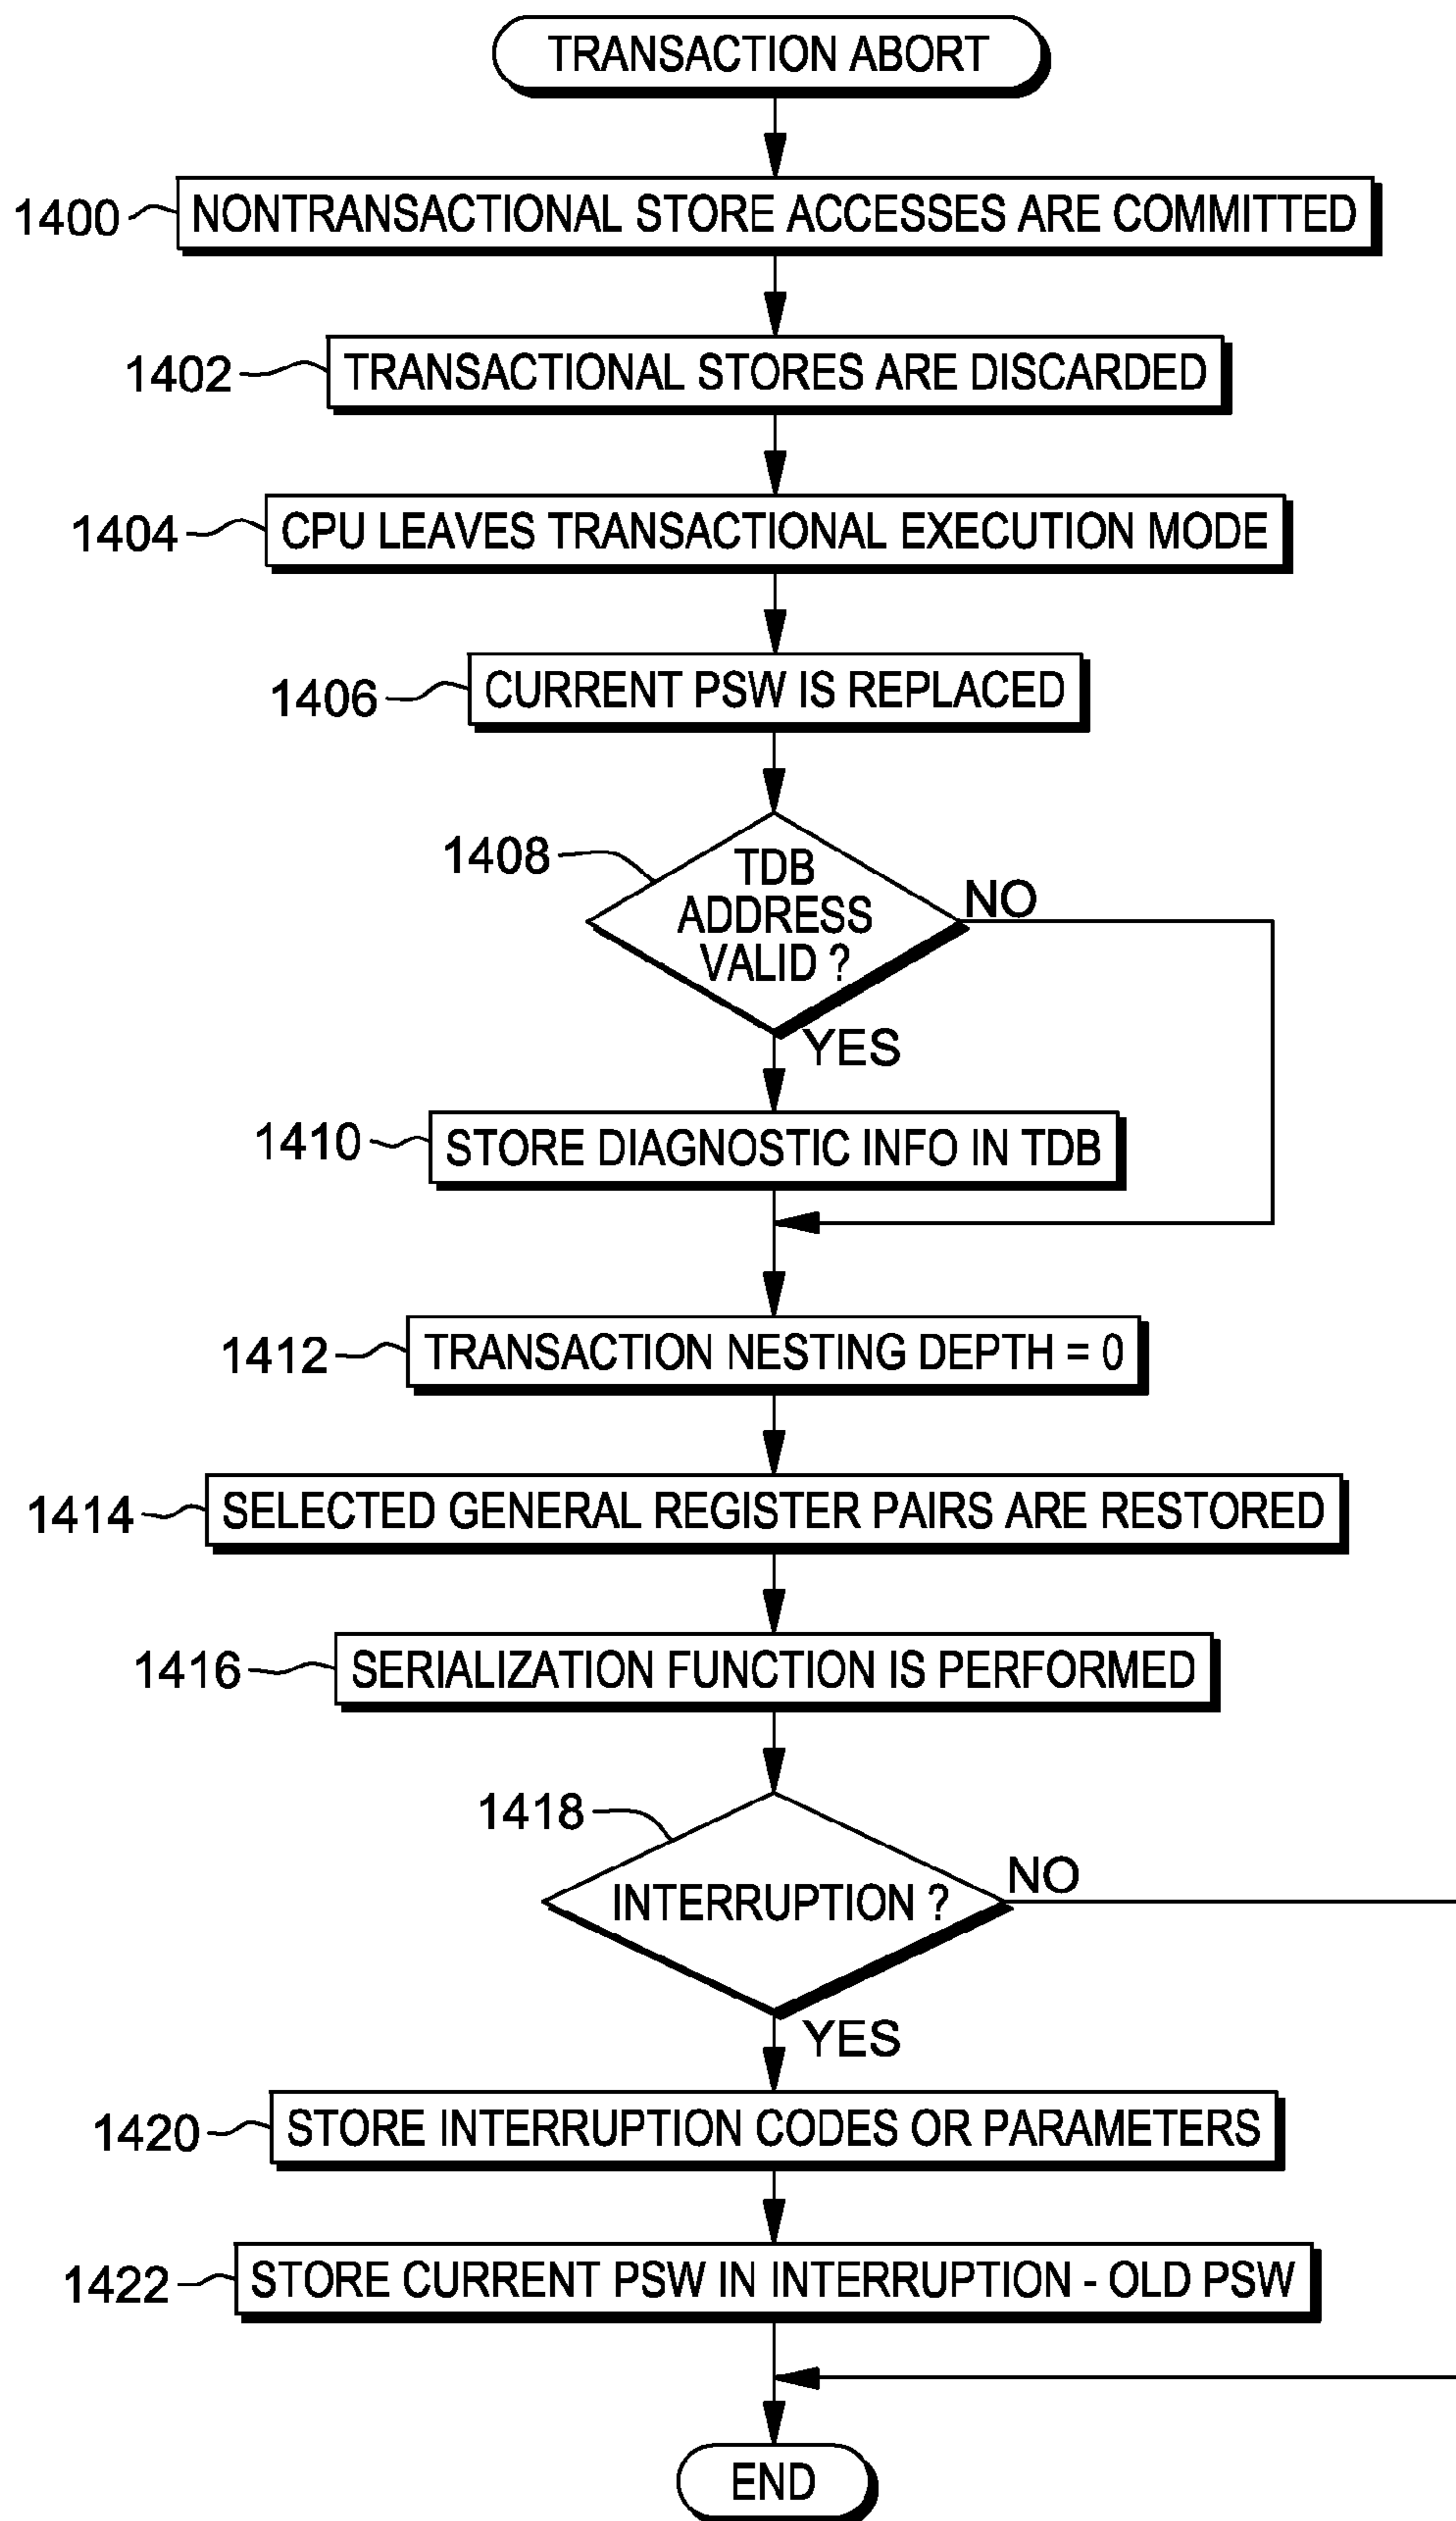 TRANSACTION ABORT
1400
NONTRANSACTIONAL STORE ACCESSES ARE COMMITTED
1402
TRANSACTIONAL STORES ARE DISCARDED
1404
CPU LEAVES TRANSACTIONAL EXECUTION MODE
1406
CURRENT PSW IS REPLACED
1408
TDB
ADDRESS
VALID ?
NO
YES
1410
STORE DIAGNOSTIC INFO IN TDB
1412
TRANSACTION NESTING DEPTH = 0
1414
SELECTED GENERAL REGISTER PAIRS ARE RESTORED
1416
SERIALIZATION FUNCTION IS PERFORMED
1418
INTERRUPTION ?
NO
YES
1420
STORE INTERRUPTION CODES OR PARAMETERS
1422
STORE CURRENT PSW IN INTERRUPTION - OLD PSW
END